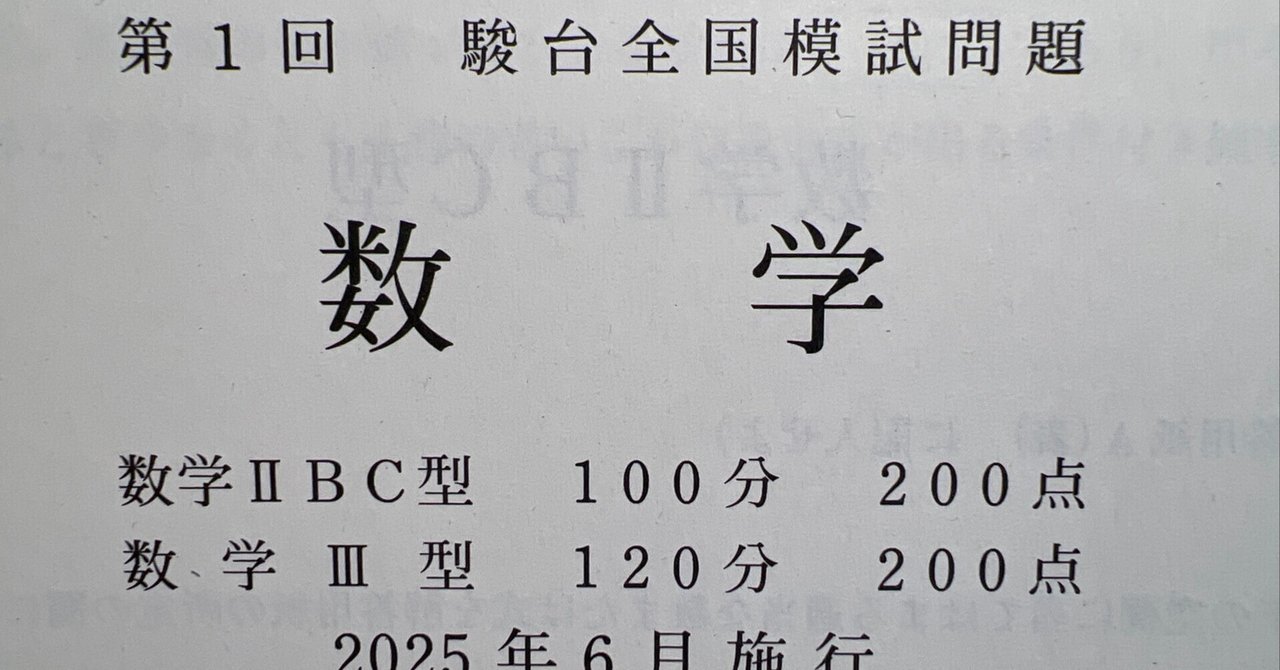 第1回 駿台全国模試問題
数学
数学ⅡBC型 100分 200点
数学Ⅲ型 120分 200点
2025年6月施行